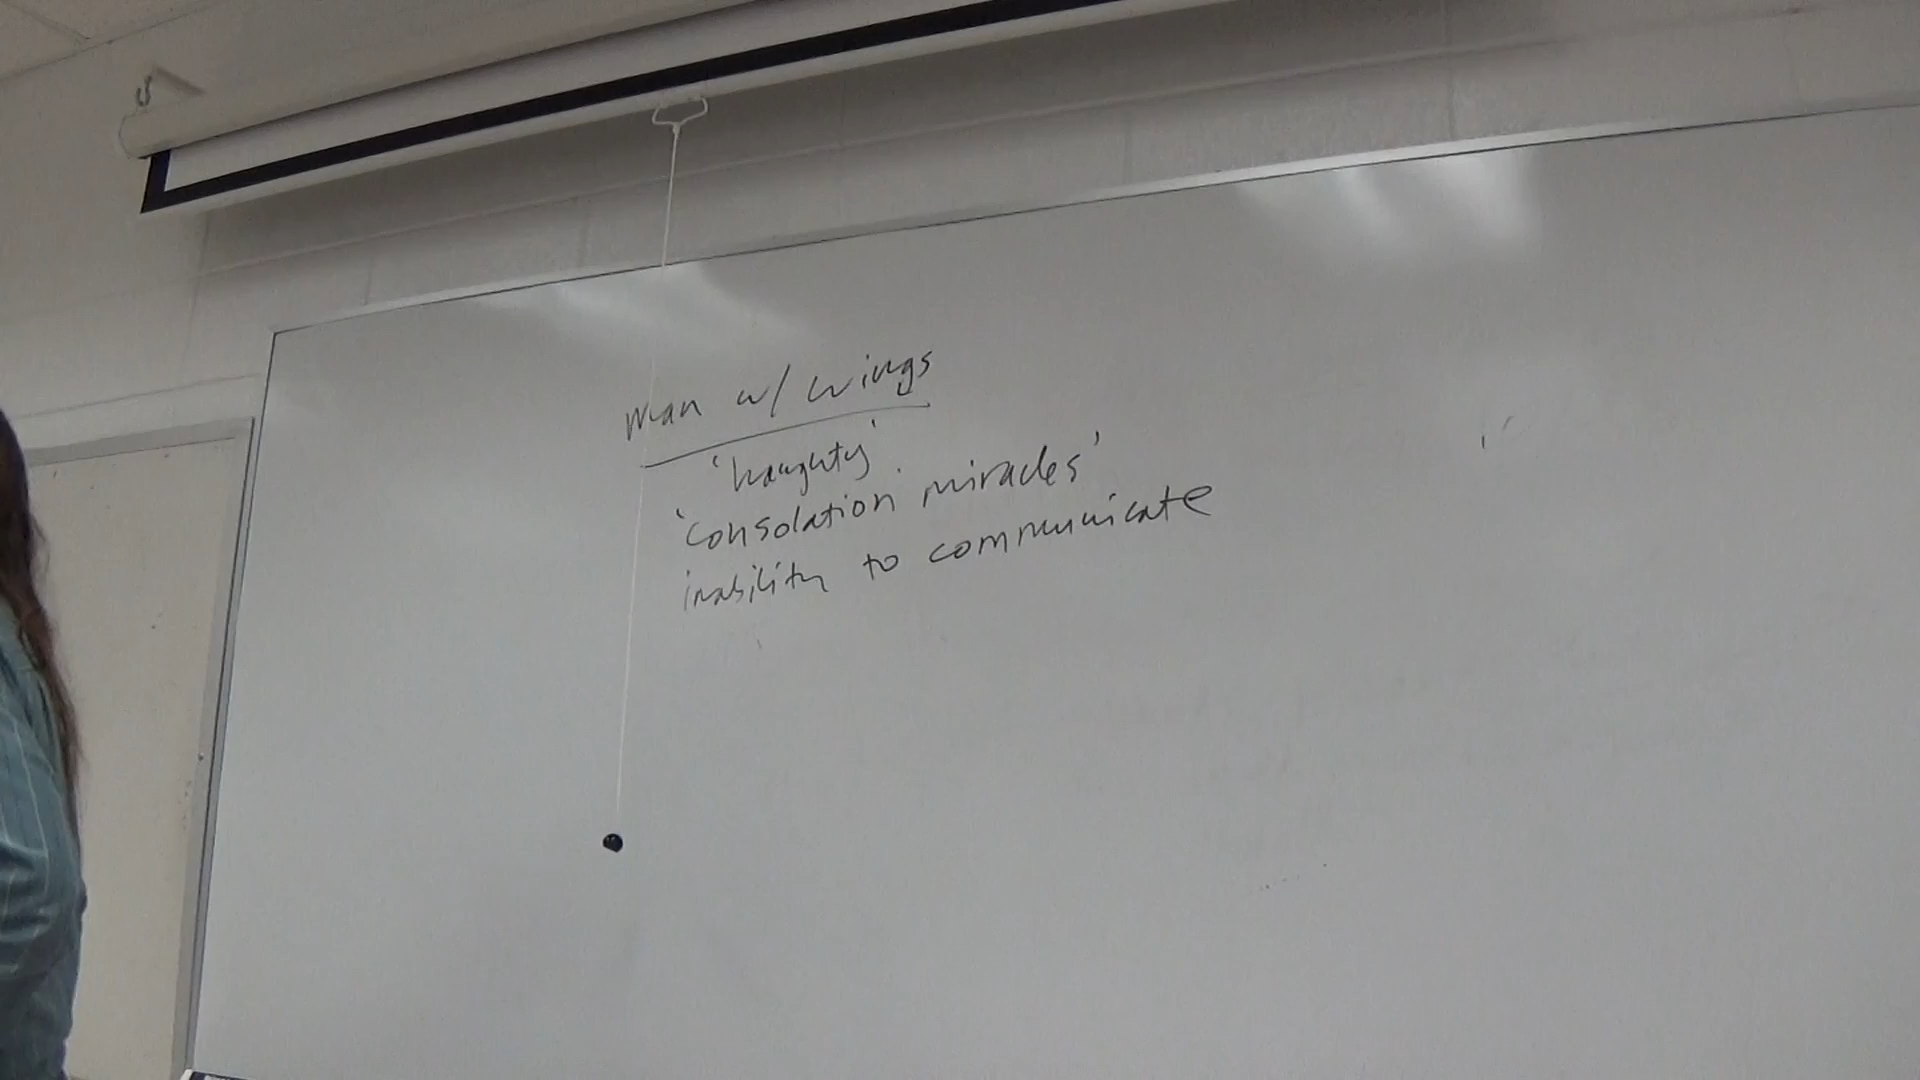 man w/ wings
'haughty'
'consolation miracles'
inability to communicate